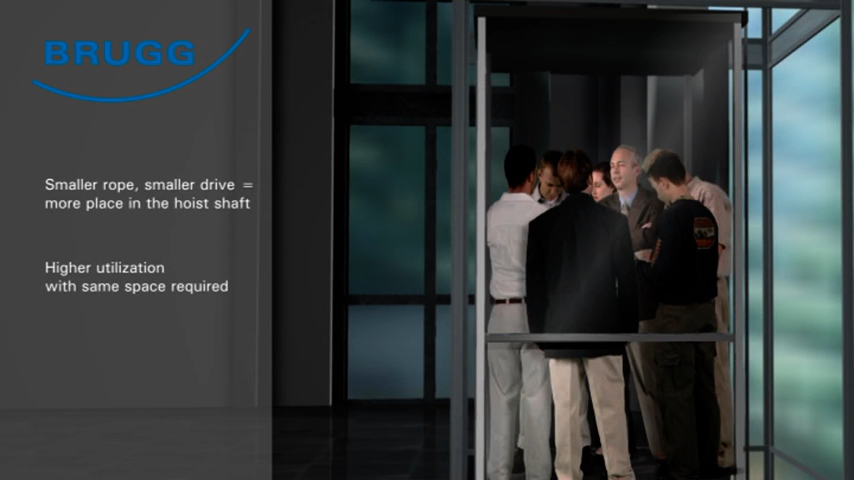 BRUGG
Smaller rope, smaller drive =
more place in the hoist shaft
Higher utilization
with same space required